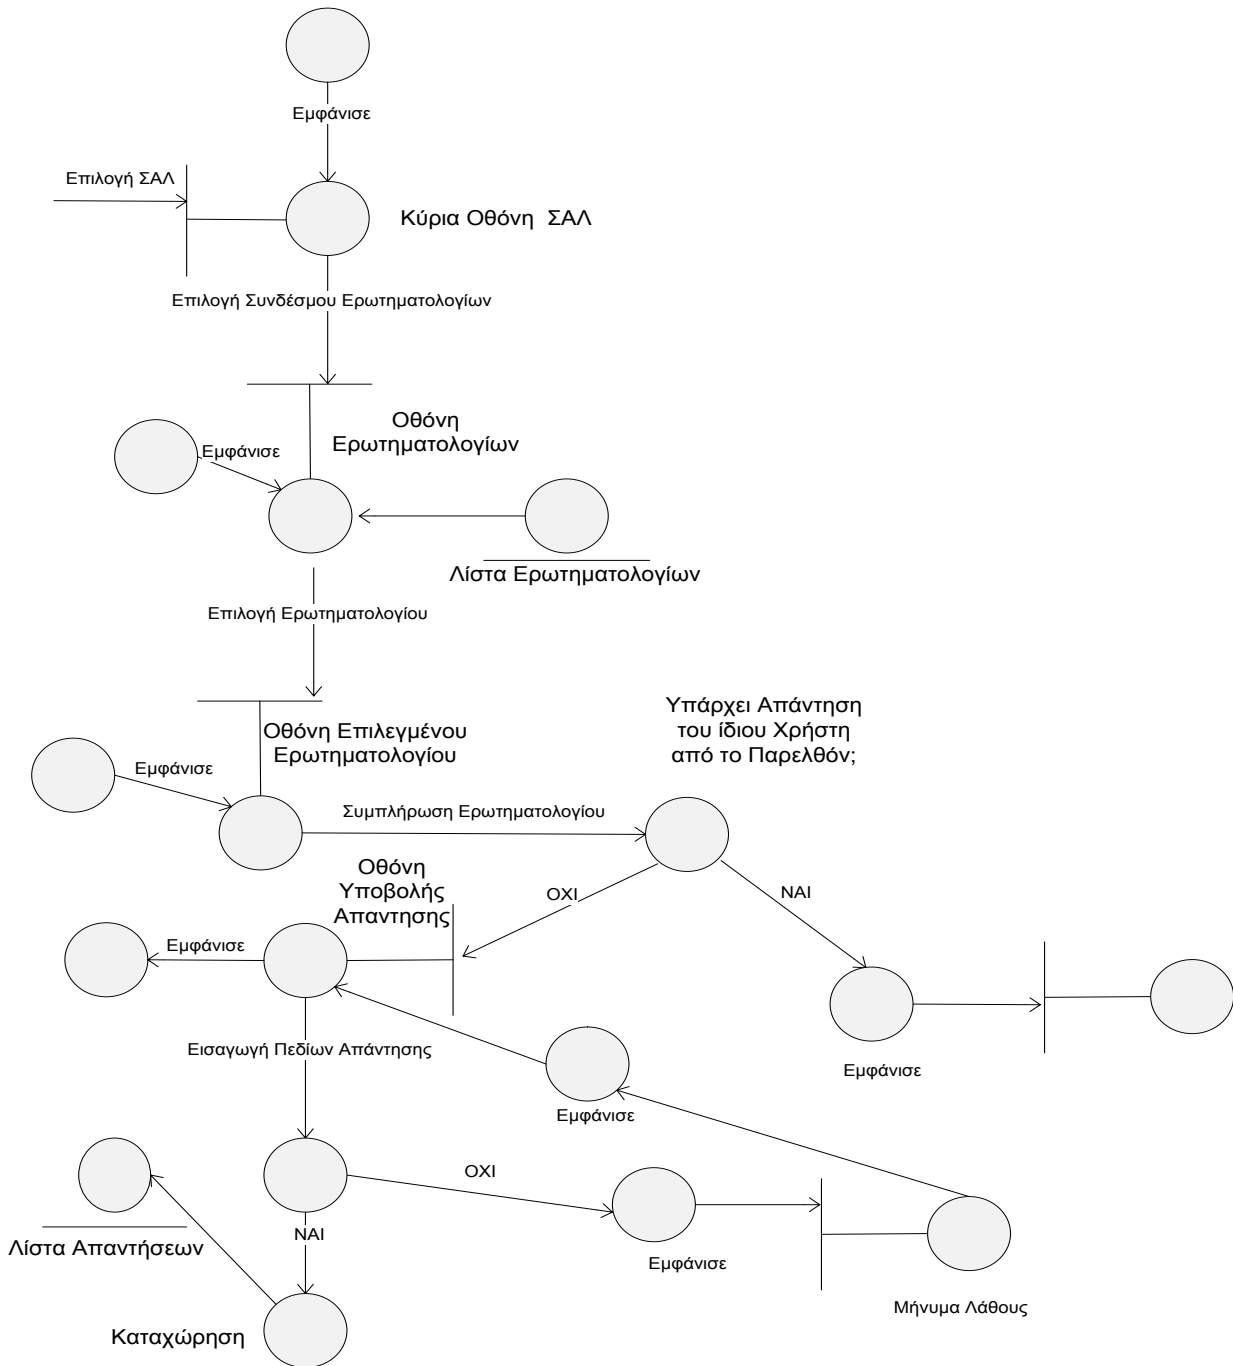 Εμφάνισε
Επιλογή ΣΑΛ
Κύρια Οθόνη ΣΑΛ
Επιλογή Συνδέσμου Ερωτηματολογίων
Οθόνη
Ερωτηματολογίων
Εμφάνισε
Λίστα Ερωτηματολογίων
Επιλογή Ερωτηματολογίου
Υπάρχει Απάντηση
του ίδιου Χρήστη
από το Παρελθόν;
Οθόνη Επιλεγμένου
Ερωτηματολογίου
Εμφάνισε
Συμπλήρωση Ερωτηματολογίου
Οθόνη
Υποβολής
Απαντησης
ΟΧΙ
ΝΑΙ
Εμφάνισε
Εισαγωγή Πεδίων Απάντησης
Εμφάνισε
Εμφάνισε
ΟΧΙ
ΝΑΙ
Λίστα Απαντήσεων
Εμφάνισε
Μήνυμα Λάθους
Καταχώρηση